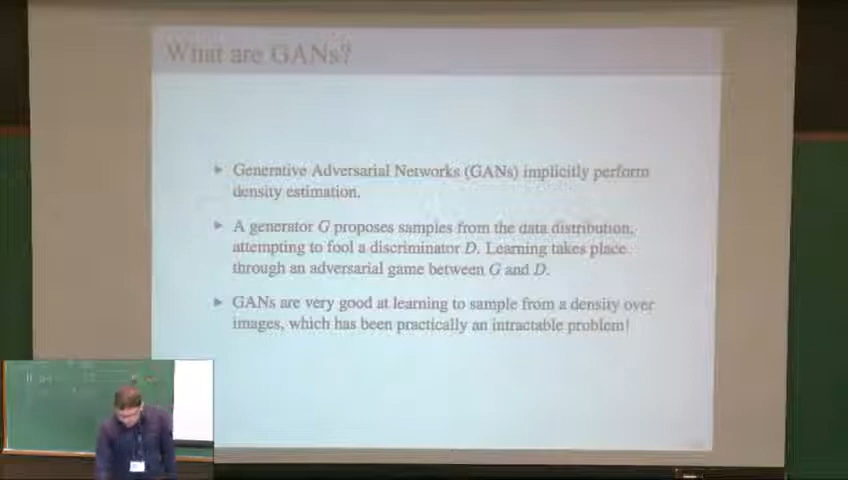 What are GANs?
Generative Adversarial Networks (GANs) implicitly perform
density estimation.
A generator G proposes samples from the data distribution,
attempting to fool a discriminator D. Learning takes place
through an adversarial game between G and D.
GANs are very good at learning to sample from a density over
images, which has been practically an intractable problem!